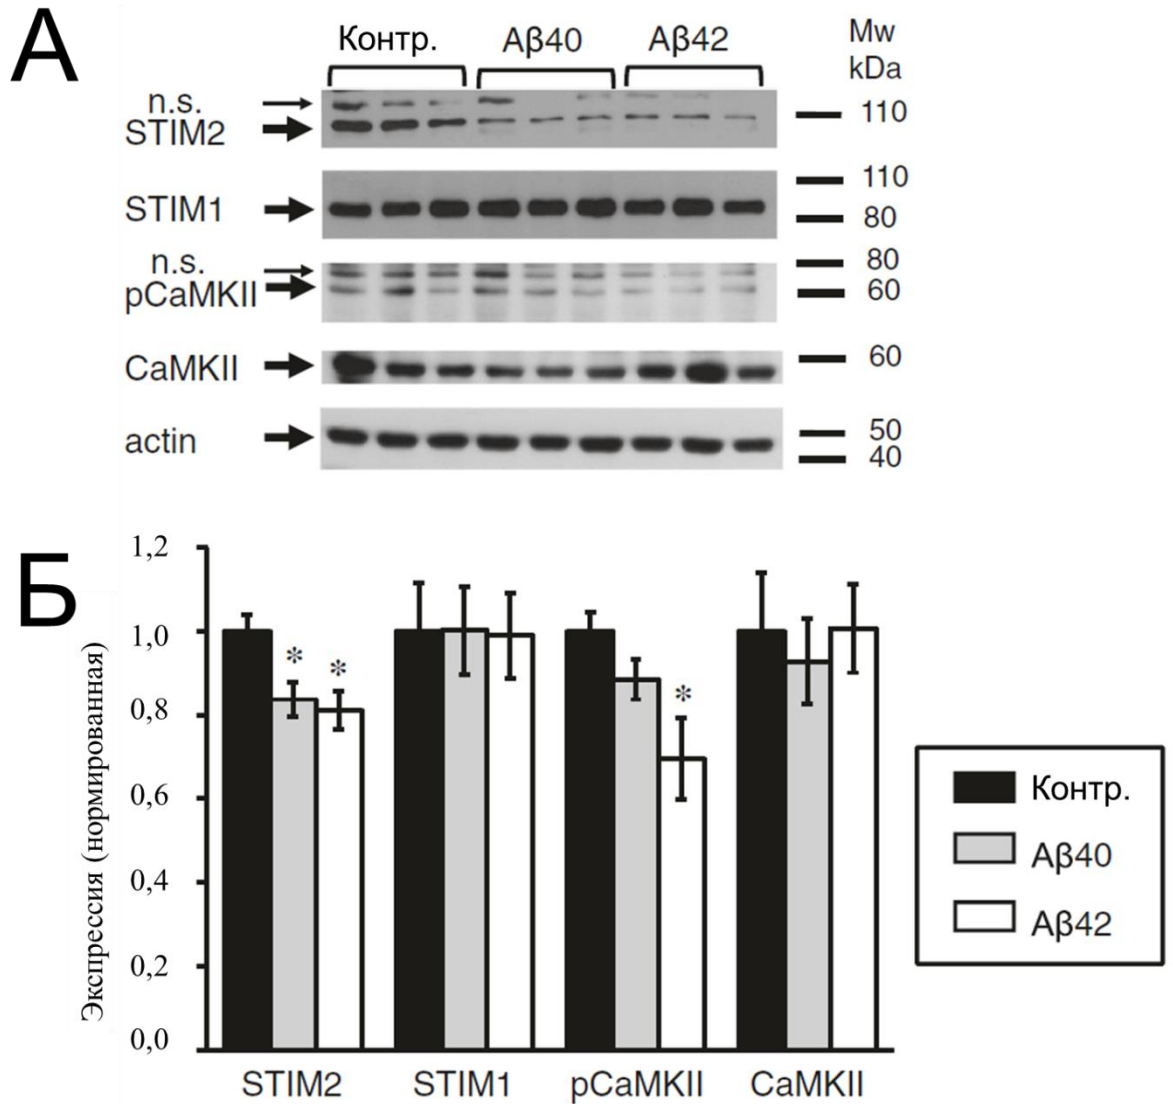 А
Контр.
Aβ40
Aβ42
Mw
kDa
n.s.
STIM2
110
STIM1
110
80
n.s.
pCaMKII
80
60
CaMKII
60
actin
50
40
Б
Экспрессия (нормированная)
1,2
1,0
0,8
0,6
0,4
0,2
0,0
*
*
*
STIM2
STIM1
pCaMKII
CaMKII
Контр.
Aβ40
Aβ42